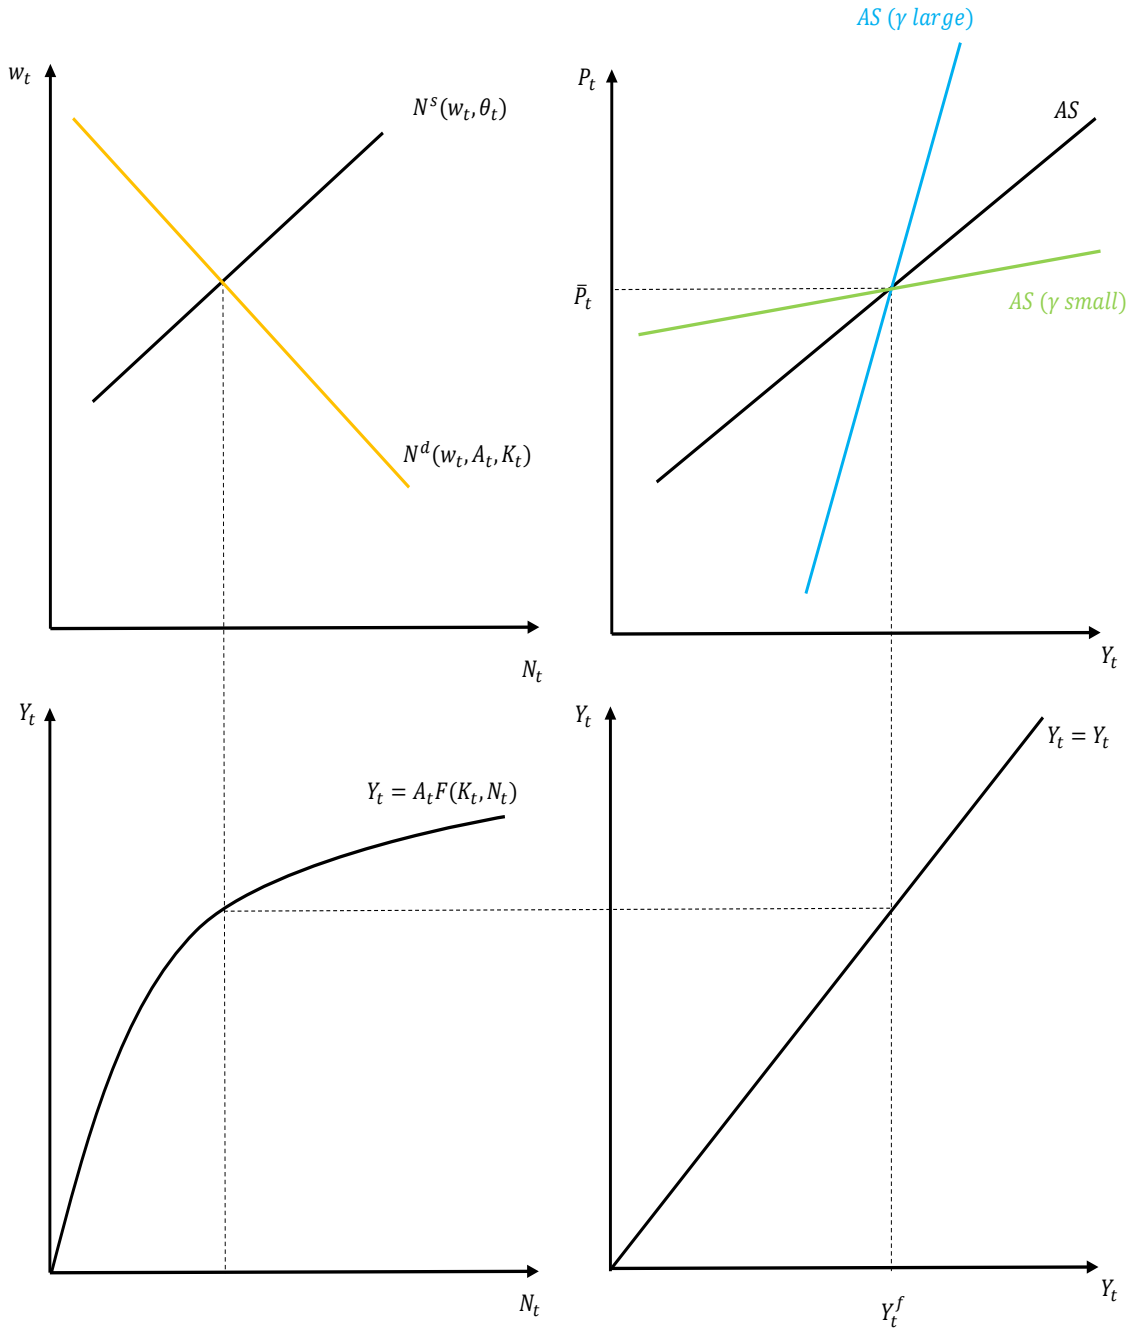 AS (γ large)
w_t
N^s(w_t, θ_t)
P_t
AS
P̄_t
AS (γ small)
N^d(w_t, A_t, K_t)
N_t
Y_t
Y_t
Y_t = A_tF(K_t, N_t)
Y_t
Y_t = Y_t
N_t
Y_t^f
Y_t